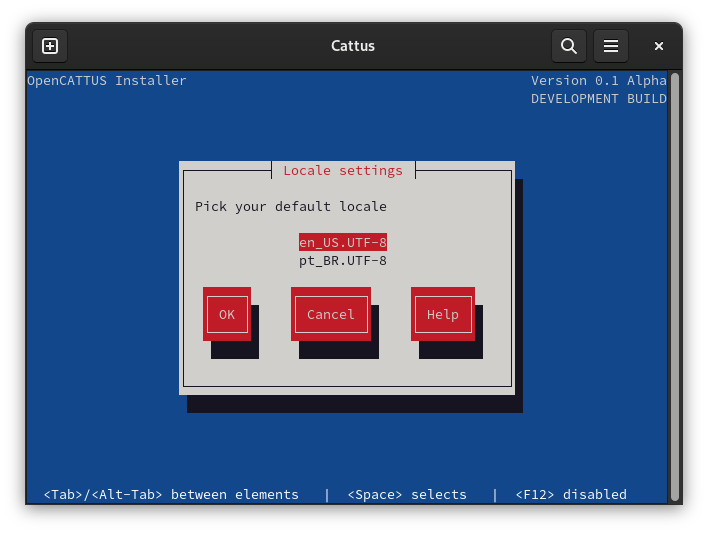 Cattus
OpenCATTUS Installer
Version 0.1 Alpha
DEVELOPMENT BUILD
Locale settings
Pick your default locale
en_US.UTF-8
pt_BR.UTF-8
OK
Cancel
Help
<Tab>/<Alt-Tab> between elements | <Space> selects | <F12> disabled